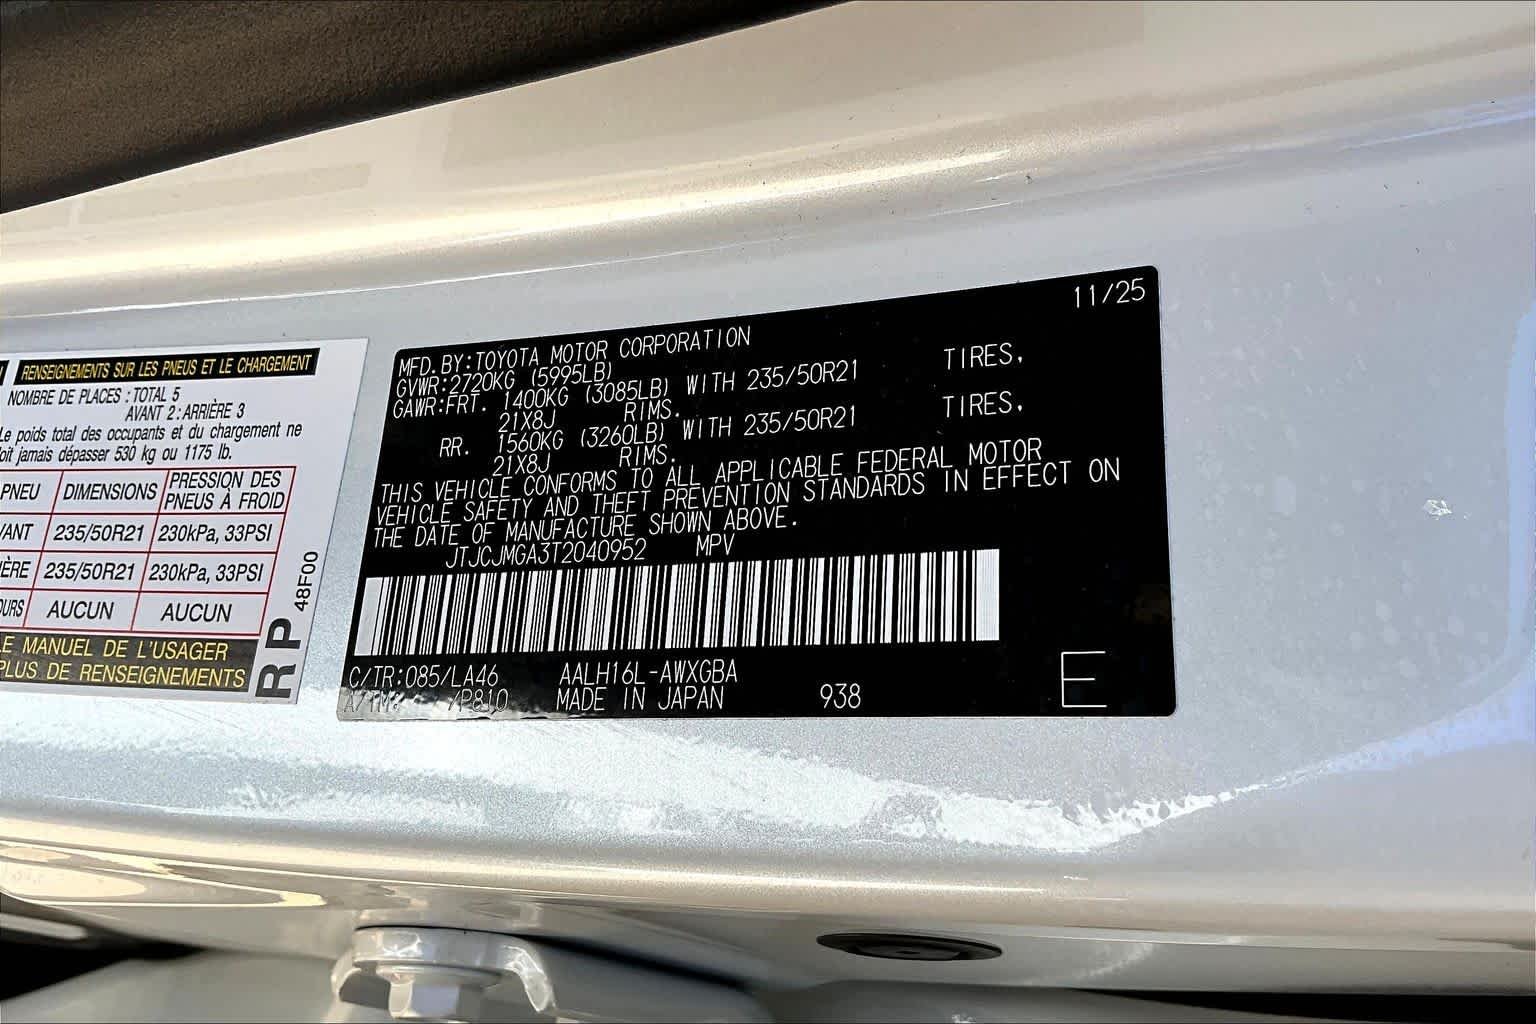 RENSEIGNEMENTS SUR LES PNEUS ET LE CHARGEMENT
NOMBRE DE PLACES : TOTAL 5
AVANT 2 : ARRIÈRE 3
Le poids total des occupants et du chargement ne
doit jamais dépasser 530 kg ou 1175 lb.
PNEU DIMENSIONS PRESSION DES PNEUS À FROID
VANT 235/50R21 230kPa, 33PSI
ÈRE 235/50R21 230kPa, 33PSI
OURS AUCUN AUCUN
LE MANUEL DE L'USAGER
PLUS DE RENSEIGNEMENTS
RP 48F00
11/25
MFD. BY: TOYOTA MOTOR CORPORATION
GVWR: 2720KG (5995LB)
GAWR: FRT. 1400KG (3085LB) WITH 235/50R21 TIRES,
21X8J RIMS.
RR. 1560KG (3260LB) WITH 235/50R21 TIRES,
21X8J RIMS.
THIS VEHICLE CONFORMS TO ALL APPLICABLE FEDERAL MOTOR
VEHICLE SAFETY AND THEFT PREVENTION STANDARDS IN EFFECT ON
THE DATE OF MANUFACTURE SHOWN ABOVE.
JTJCJMGA3T2040952 MPV
C/TR: 085/LA46 AALH16L-AWXGBA
A/TM: /P810 MADE IN JAPAN 938
E